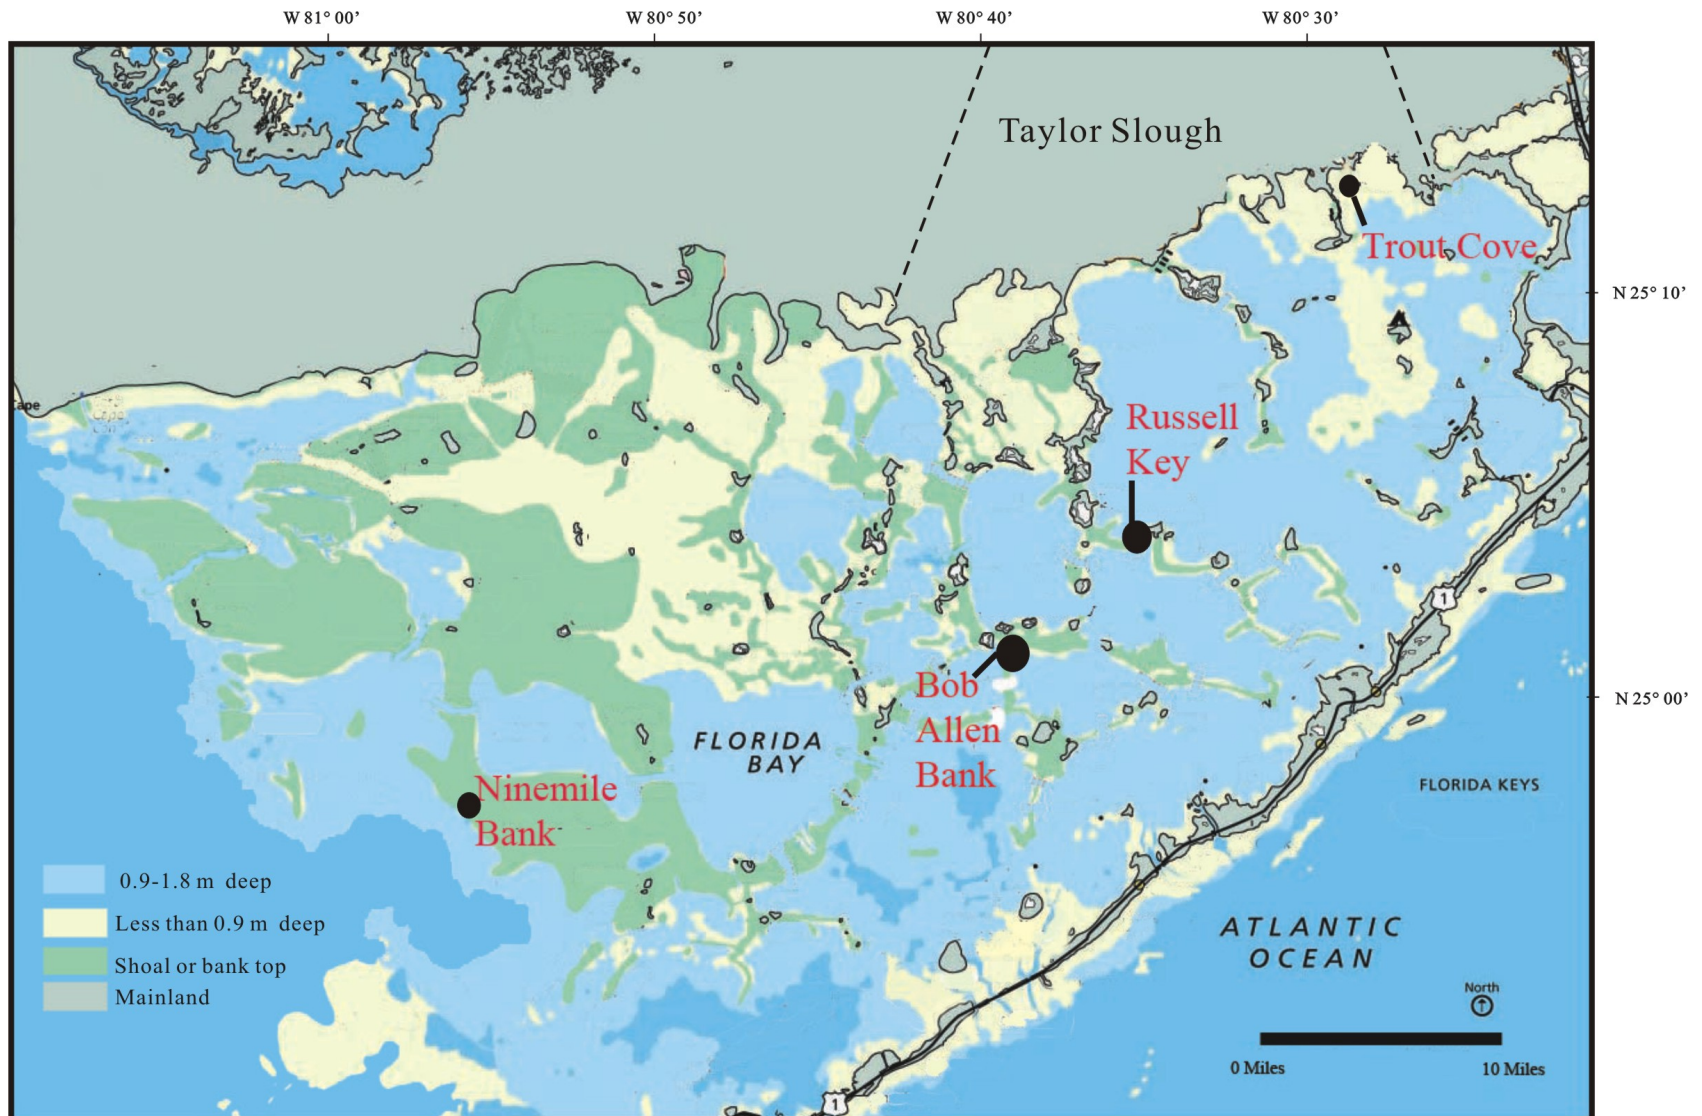 W 81° 00’
W 80° 50’
W 80° 40’
W 80° 30’
Taylor Slough
Trout Cove
N 25° 10’
Russell
Key
1
Bob
Allen
Bank
N 25° 00’
FLORIDA
BAY
Ninemile
Bank
FLORIDA KEYS
0.9-1.8 m deep
Less than 0.9 m deep
Shoal or bank top
Mainland
ATLANTIC
OCEAN
North
0 Miles
10 Miles
1
1